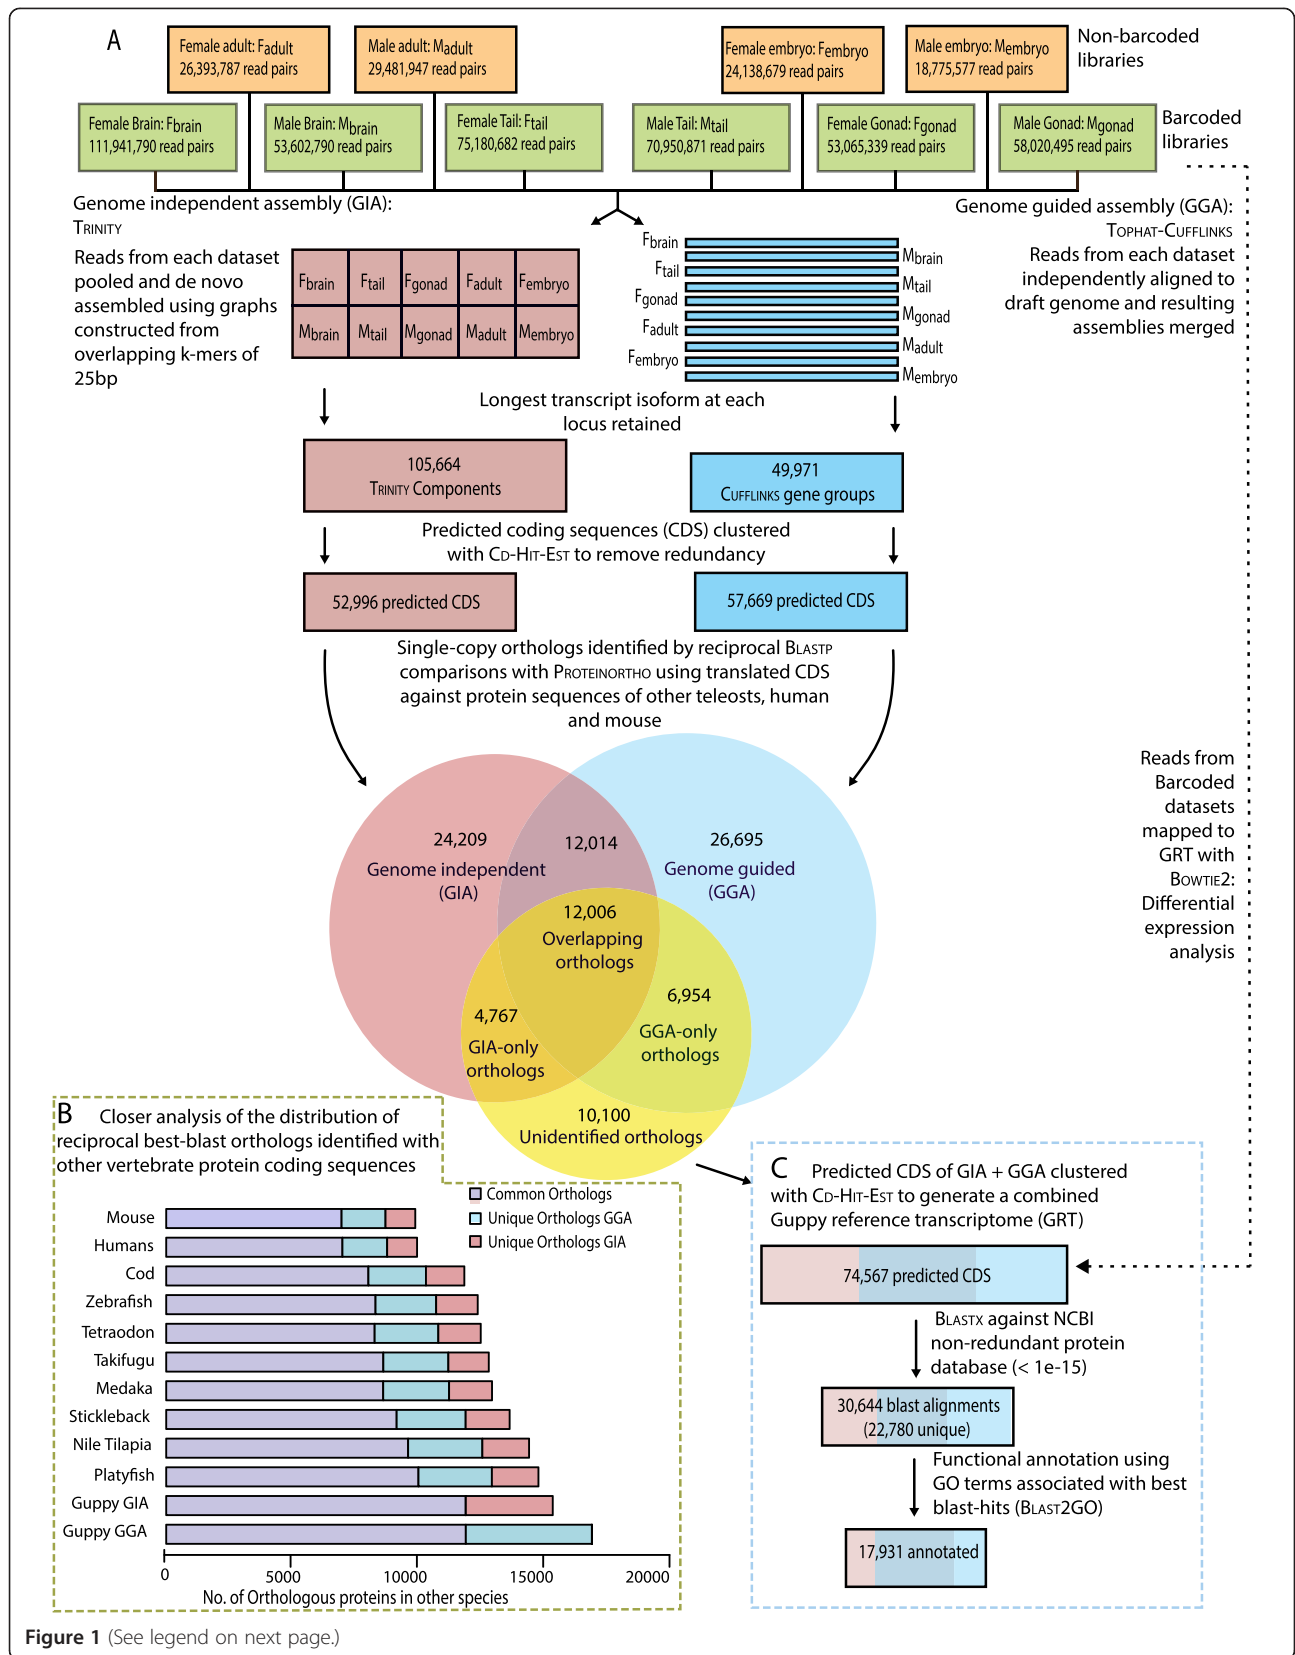 A
Female adult: Fadult
26,393,787 read pairs
Male adult: Madult
29,481,947 read pairs
Female embryo: Fembryo
24,138,679 read pairs
Male embryo: Membryo
18,775,577 read pairs
Non-barcoded
libraries
Female Brain: Fbrain
111,941,790 read pairs
Male Brain: Mbrain
53,602,790 read pairs
Female Tail: Ftail
75,180,682 read pairs
Male Tail: Mtail
70,950,871 read pairs
Female Gonad: Fgonad
53,065,339 read pairs
Male Gonad: Mgonad
58,020,495 read pairs
Barcoded
libraries
Genome independent assembly (GIA):
TRINITY
Reads from each dataset
pooled and de novo
assembled using graphs
constructed from
overlapping k-mers of
25bp
Fbrain Ftail Fgonad Fadult Fembryo
Mbrain Mtail Mgonad Madult Membryo
Fbrain
Mbrain
Ftail
Mtail
Fgonad
Mgonad
Fadult
Madult
Fembryo
Membryo
Genome guided assembly (GGA):
TOPHAT-CUFFLINKS
Reads from each dataset
independently aligned to
draft genome and resulting
assemblies merged
Longest transcript isoform at each
locus retained
105,664
TRINITY Components
49,971
CUFFLINKS gene groups
Predicted coding sequences (CDS) clustered
with CD-HIT-EST to remove redundancy
52,996 predicted CDS
57,669 predicted CDS
Single-copy orthologs identified by reciprocal BLASTP
comparisons with PROTEINORTHO using translated CDS
against protein sequences of other teleosts, human
and mouse
24,209
Genome independent
(GIA)
12,014
26,695
Genome guided
(GGA)
12,006
Overlapping
orthologs
4,767
GIA-only
orthologs
6,954
GGA-only
orthologs
10,100
Unidentified orthologs
Reads from
Barcoded
datasets
mapped to
GRT with
BOWTIE2:
Differential
expression
analysis
B Closer analysis of the distribution of
reciprocal best-blast orthologs identified with
other vertebrate protein coding sequences
Common Orthologs
Unique Orthologs GGA
Unique Orthologs GIA
Mouse
Humans
Cod
Zebrafish
Tetraodon
Takifugu
Medaka
Stickleback
Nile Tilapia
Platyfish
Guppy GIA
Guppy GGA
0 5000 10000 15000 20000
No. of Orthologous proteins in other species
C Predicted CDS of GIA + GGA clustered
with CD-HIT-EST to generate a combined
Guppy reference transcriptome (GRT)
74,567 predicted CDS
BLASTX against NCBI
non-redundant protein
database (< 1e-15)
30,644 blast alignments
(22,780 unique)
Functional annotation using
GO terms associated with best
blast-hits (BLAST2GO)
17,931 annotated
Figure 1 (See legend on next page.)